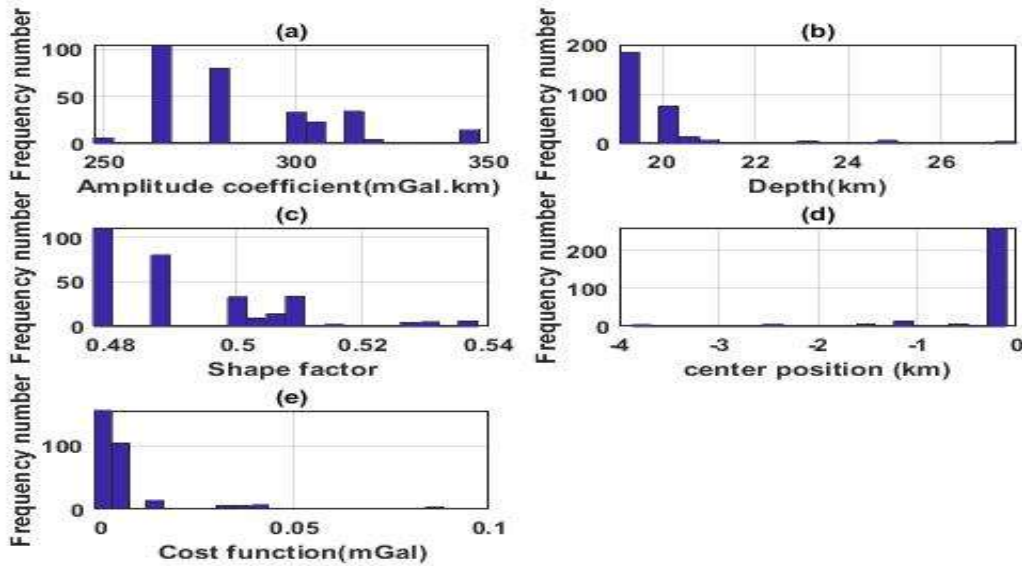 (a)
Frequency number
100
50
0
250 300 350
Amplitude coefficient(mGal.km)
(b)
Frequency number
200
100
0
20 22 24 26
Depth(km)
(c)
Frequency number
100
50
0
0.48 0.5 0.52 0.54
Shape factor
(d)
Frequency number
200
100
0
-4 -3 -2 -1 0
center position (km)
(e)
Frequency number
100
0
0 0.05 0.1
Cost function(mGal)